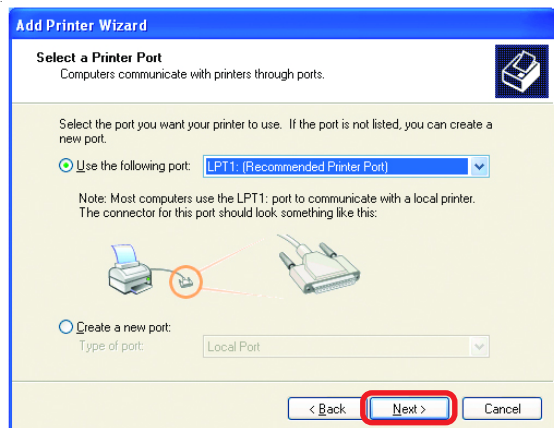 Add Printer Wizard
Select a Printer Port
Computers communicate with printers through ports.
Select the port you want your printer to use. If the port is not listed, you can create a
new port.
Use the following port: LPT1: (Recommended Printer Port)
Note: Most computers use the LPT1: port to communicate with a local printer.
The connector for this port should look something like this:
Create a new port:
Type of port: Local Port
< Back Next > Cancel